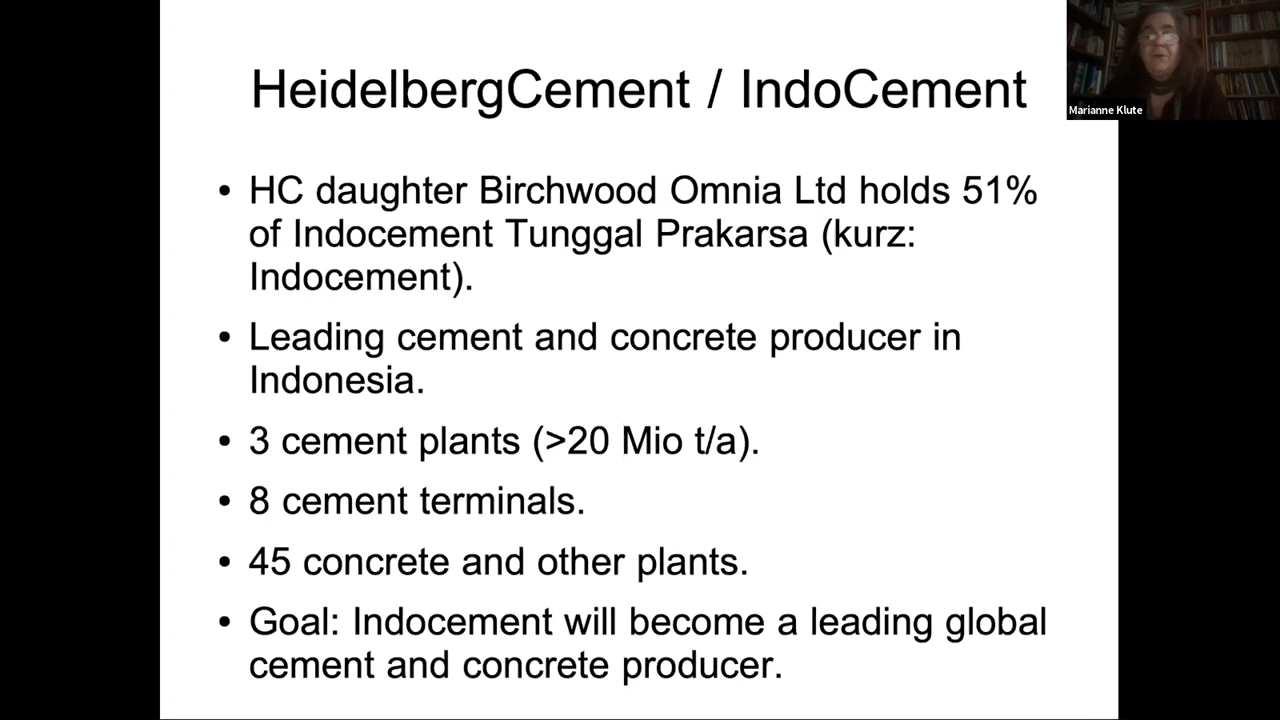 HeidelbergCement / IndoCement
Marianne Klute
• HC daughter Birchwood Omnia Ltd holds 51%
of Indocement Tunggal Prakarsa (kurz:
Indocement).
• Leading cement and concrete producer in
Indonesia.
• 3 cement plants (>20 Mio t/a).
• 8 cement terminals.
• 45 concrete and other plants.
• Goal: Indocement will become a leading global
cement and concrete producer.